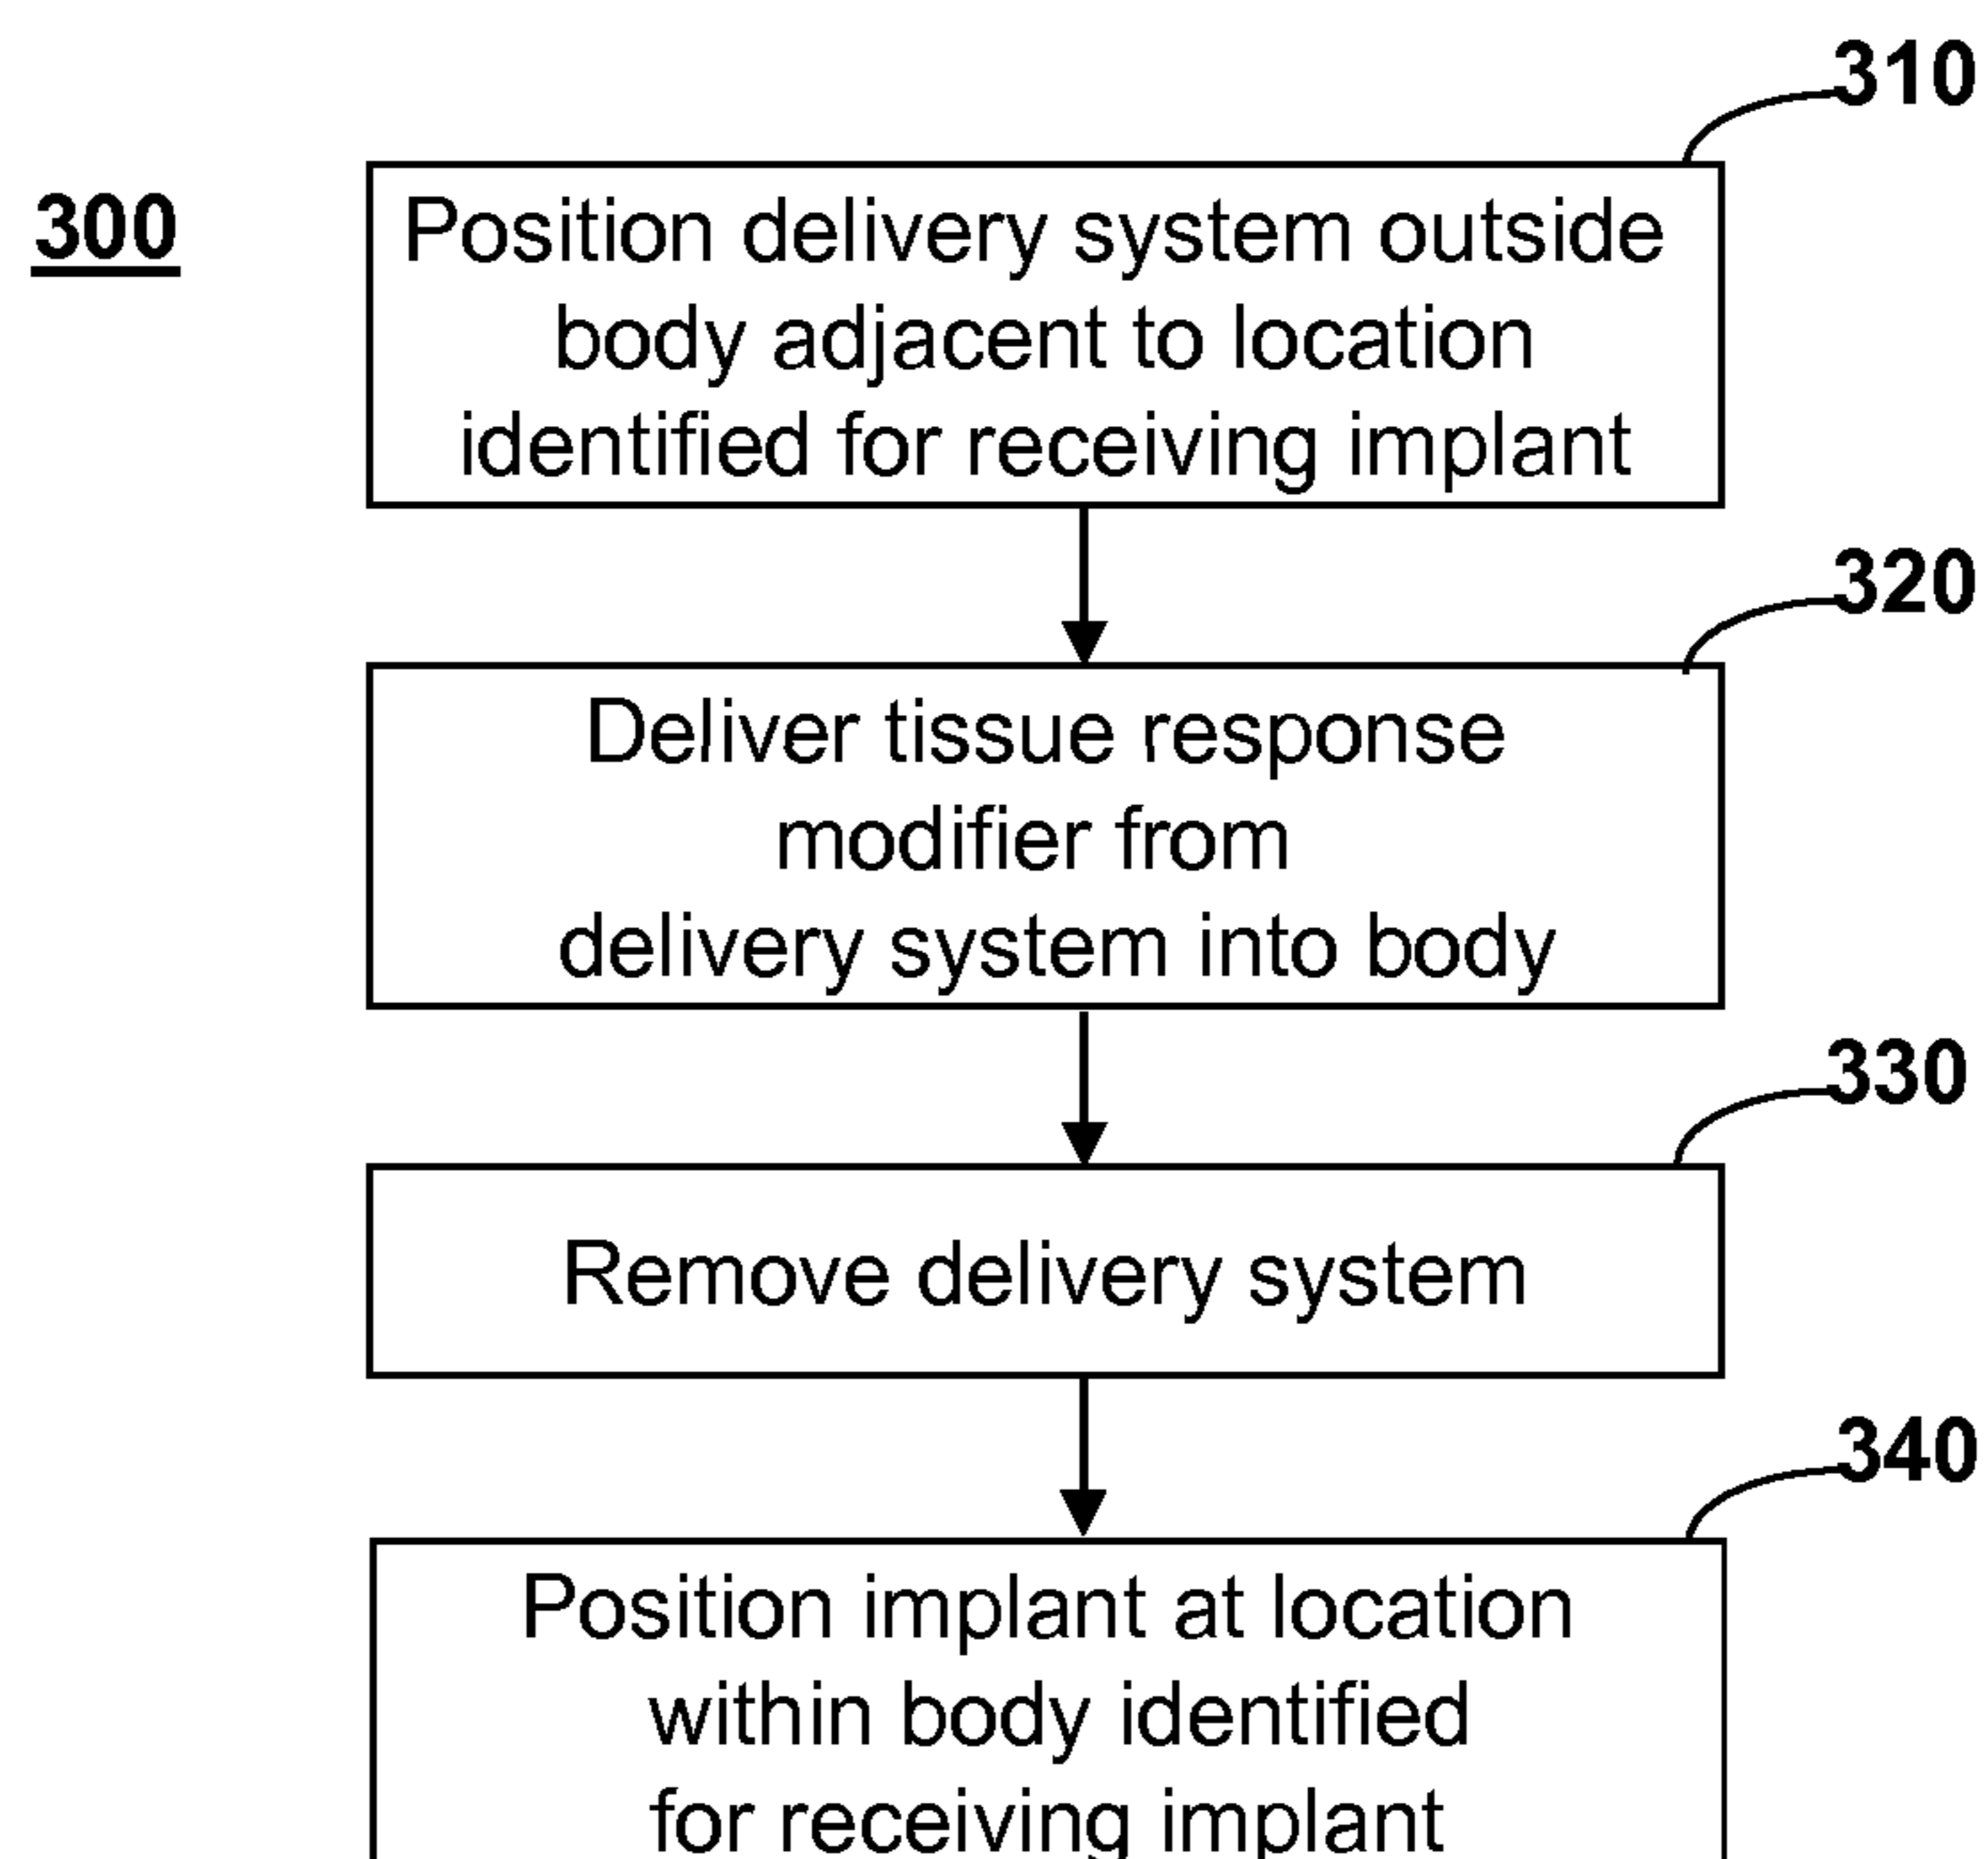 310
300
Position delivery system outside
body adjacent to location
identified for receiving implant
320
Deliver tissue response
modifier from
delivery system into body
330
Remove delivery system
340
Position implant at location
within body identified
for receiving implant